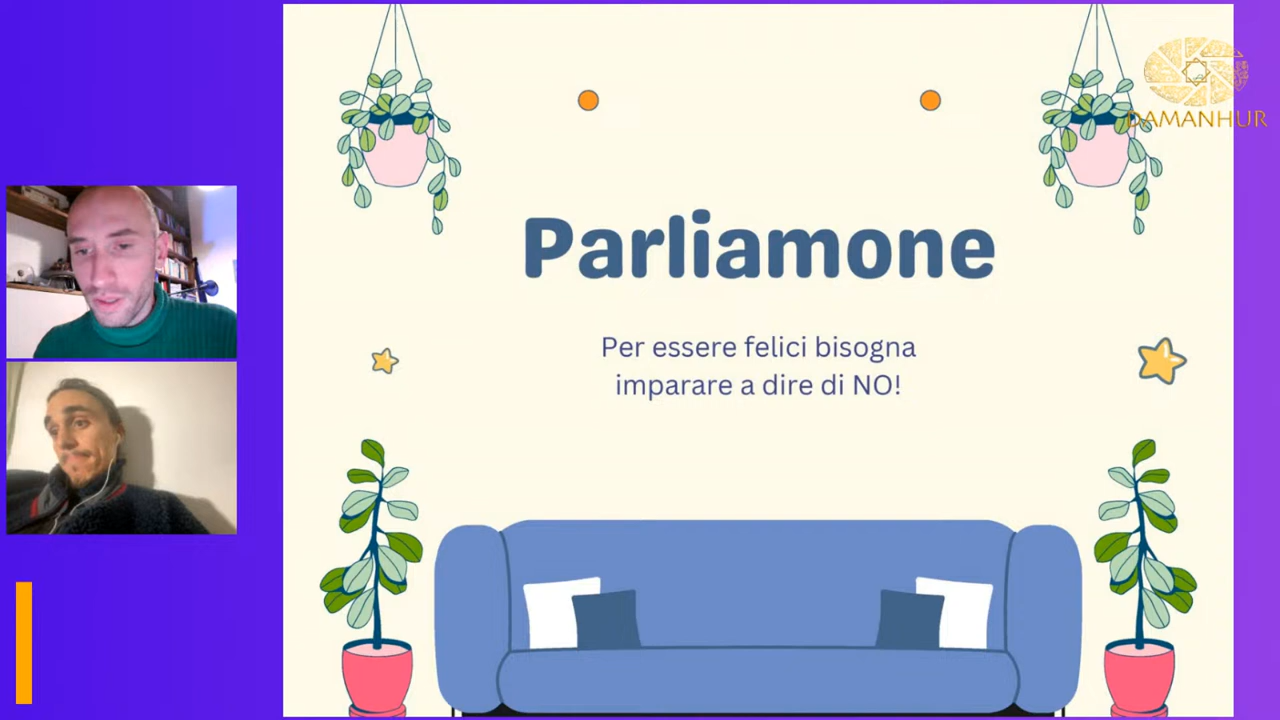 DAMANHUR
Parliamone
Per essere felici bisogna
imparare a dire di NO!